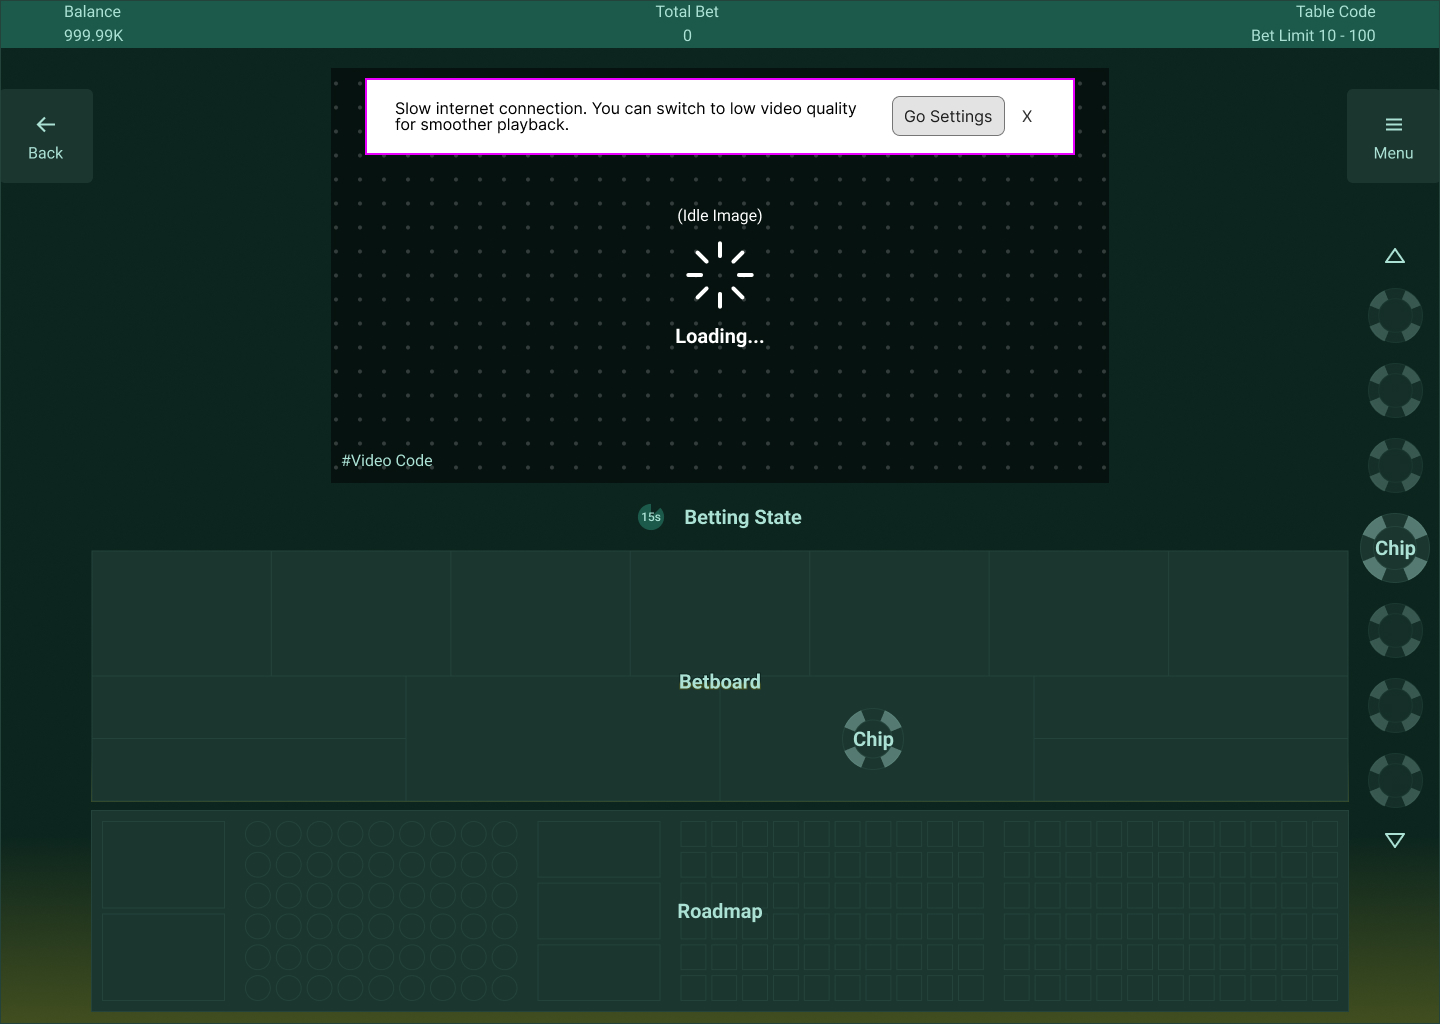 Balance
999.99K
Total Bet
0
Table Code
Bet Limit 10 - 100
Back
Menu
Slow internet connection. You can switch to low video quality
for smoother playback.
Go Settings
X
(Idle Image)
Loading...
#Video Code
15s
Betting State
Chip
Betboard
Chip
Roadmap